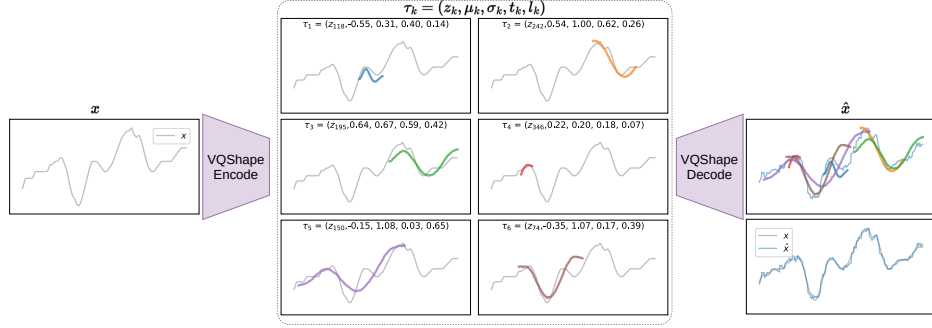 τₖ = (zₖ, μₖ, σₖ, tₖ, lₖ)
τ₁ = (z₁₁₈,-0.55, 0.31, 0.40, 0.14)
τ₂ = (z₂₄₂,0.54, 1.00, 0.62, 0.26)
x
x
VQShape
Encode
τ₃ = (z₁₉₅,0.64, 0.67, 0.59, 0.42)
τ₄ = (z₃₄₆,0.22, 0.20, 0.18, 0.07)
VQShape
Decode
x̂
τ₅ = (z₁₅₀,-0.15, 1.08, 0.03, 0.65)
τ₆ = (z₇₄,-0.35, 1.07, 0.17, 0.39)
x
x̂